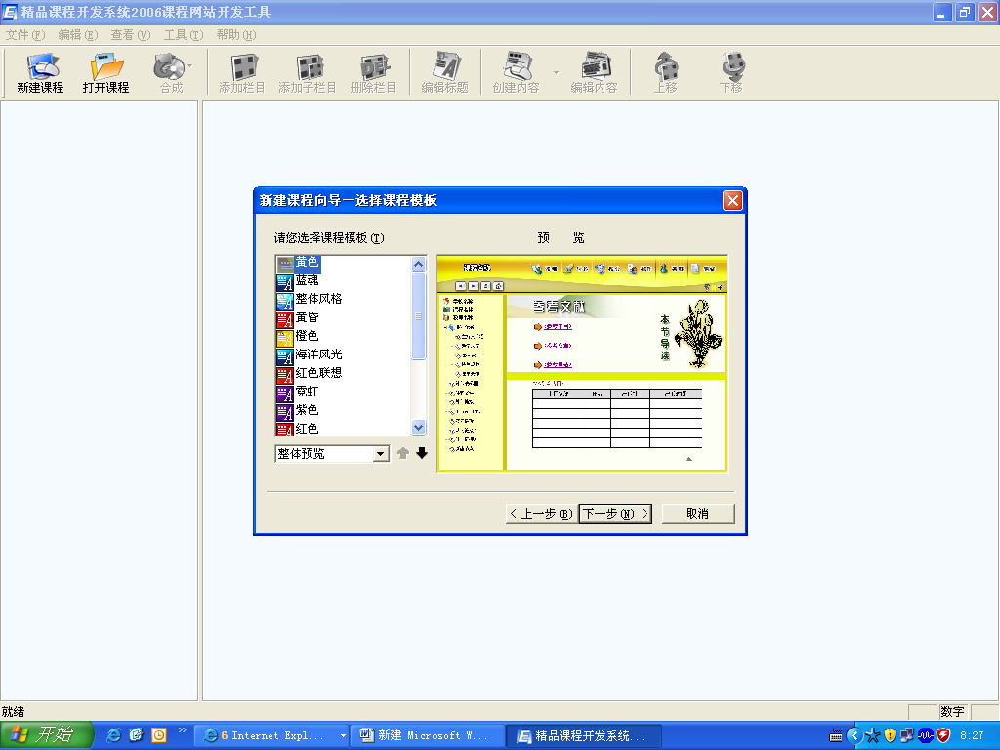 精品课程开发系统2006课程网站开发工具
文件(F) 编辑(E) 查看(V) 工具(T) 帮助(H)
新建课程 打开课程 合成 添加栏目 添加子栏目 删除栏目 编辑标题 创建内容 编辑内容 上移 下移
新建课程向导－选择课程模板
请您选择课程模板(T) 预 览
黄色
蓝魂
整体风格
黄昏
橙色
海洋风光
红色联想
霓虹
紫色
红色
整体预览
课程名称
参考文献
本节导读
< 上一步(B) 下一步(N) > 取消
就绪 数字
开始 6 Internet Expl... 新建 Microsoft W... 精品课程开发系统... 8:27